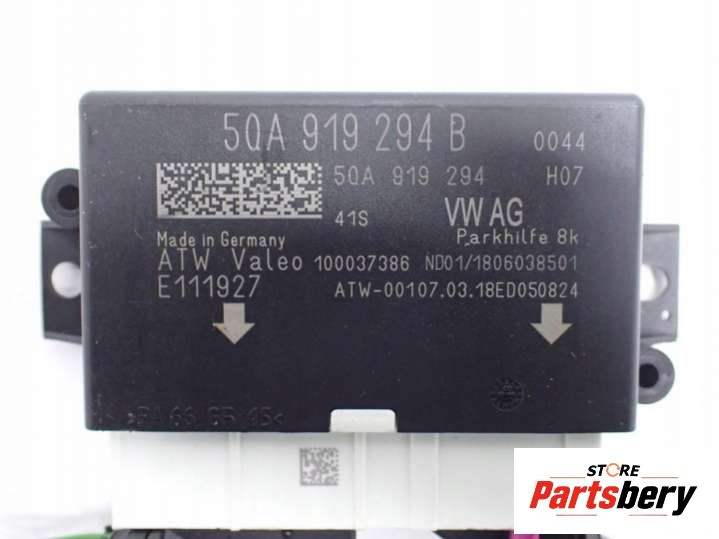 5QA 919 294 B 0044
5QA 919 294 H07
41S VW AG
Made in Germany Parkhilfe 8k
ATW Valeo 100037386 ND01/1806038501
E111927 ATW-00107.03.18ED050824
STORE
Partsbery